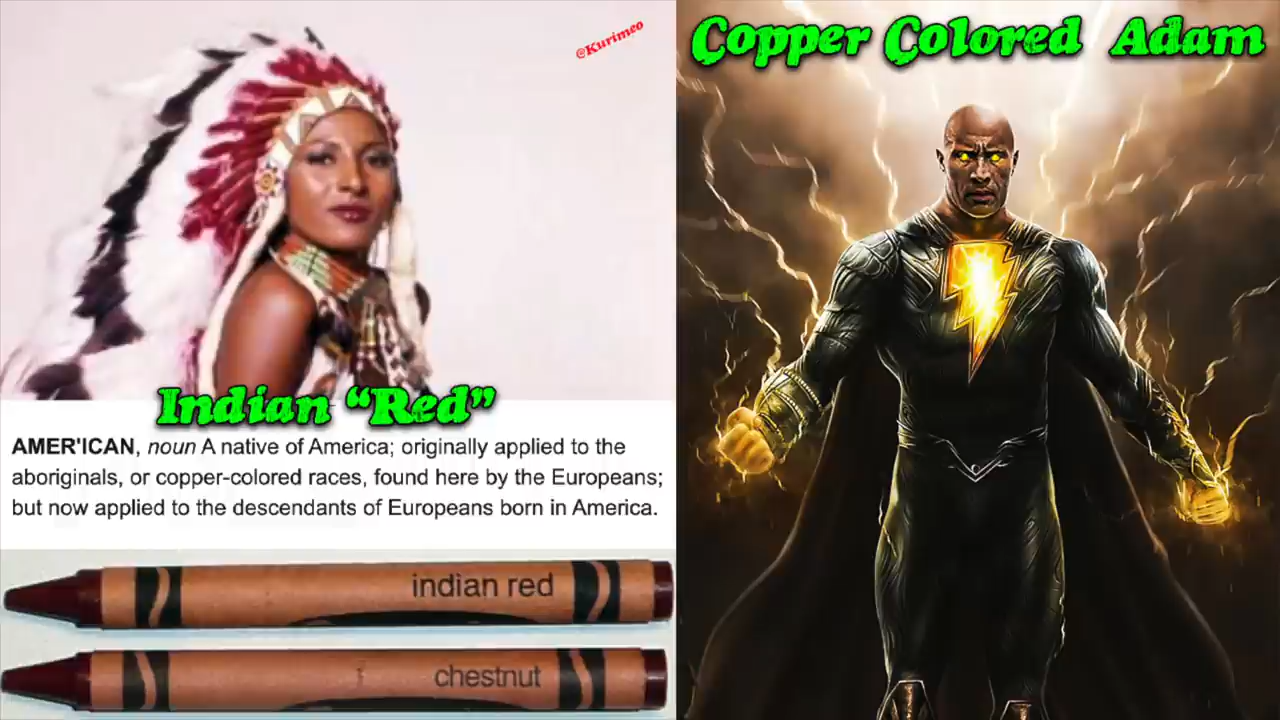 @Kurimeo
Copper Colored Adam
Indian “Red”
AMER'ICAN, noun A native of America; originally applied to the
aboriginals, or copper-colored races, found here by the Europeans;
but now applied to the descendants of Europeans born in America.
indian red
chestnut